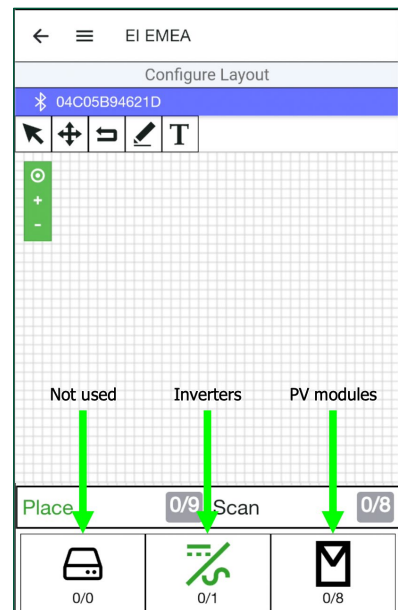 EI EMEA
Configure Layout
04C05B94621D
T
+
-
Not used Inverters PV modules
Place 0/9 Scan 0/8
0/0 0/1 0/8